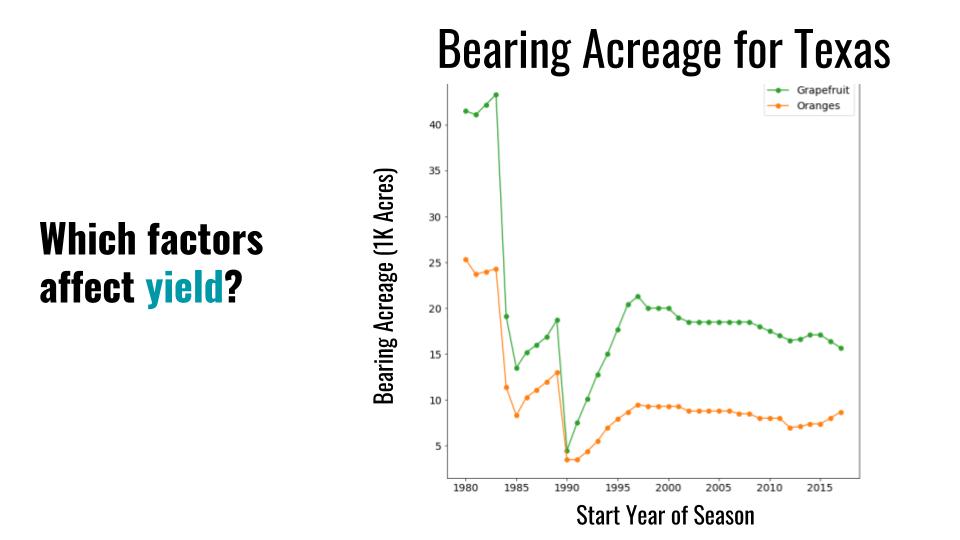 Bearing Acreage for Texas
Which factors
affect yield?
Bearing Acreage (1K Acres)
Grapefruit
Oranges
40
35
30
25
20
15
10
5
1980 1985 1990 1995 2000 2005 2010 2015
Start Year of Season